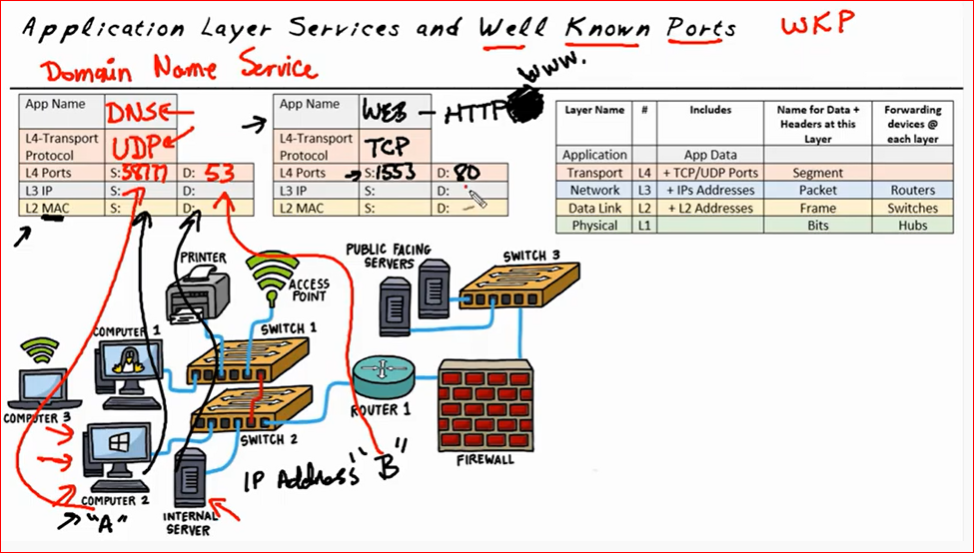 Application Layer Services and Well Known Ports WKP
Domain Name Service
www.
App Name DNS
L4-Transport Protocol UDP
L4 Ports S: 38777 D: 53
L3 IP S: D:
L2 MAC S: D:
App Name WEB - HTTP
L4-Transport Protocol TCP
L4 Ports S: 1553 D: 80
L3 IP S: D:
L2 MAC S: D:
Layer Name # Includes Name for Data + Headers at this Layer Forwarding devices @ each layer
Application App Data
Transport L4 + TCP/UDP Ports Segment
Network L3 + IPs Addresses Packet Routers
Data Link L2 + L2 Addresses Frame Switches
Physical L1 Bits Hubs
PRINTER
ACCESS POINT
PUBLIC FACING SERVERS
SWITCH 3
COMPUTER 1
SWITCH 1
COMPUTER 3
SWITCH 2
ROUTER 1
FIREWALL
IP Address "B"
COMPUTER 2
"A"
INTERNAL SERVER